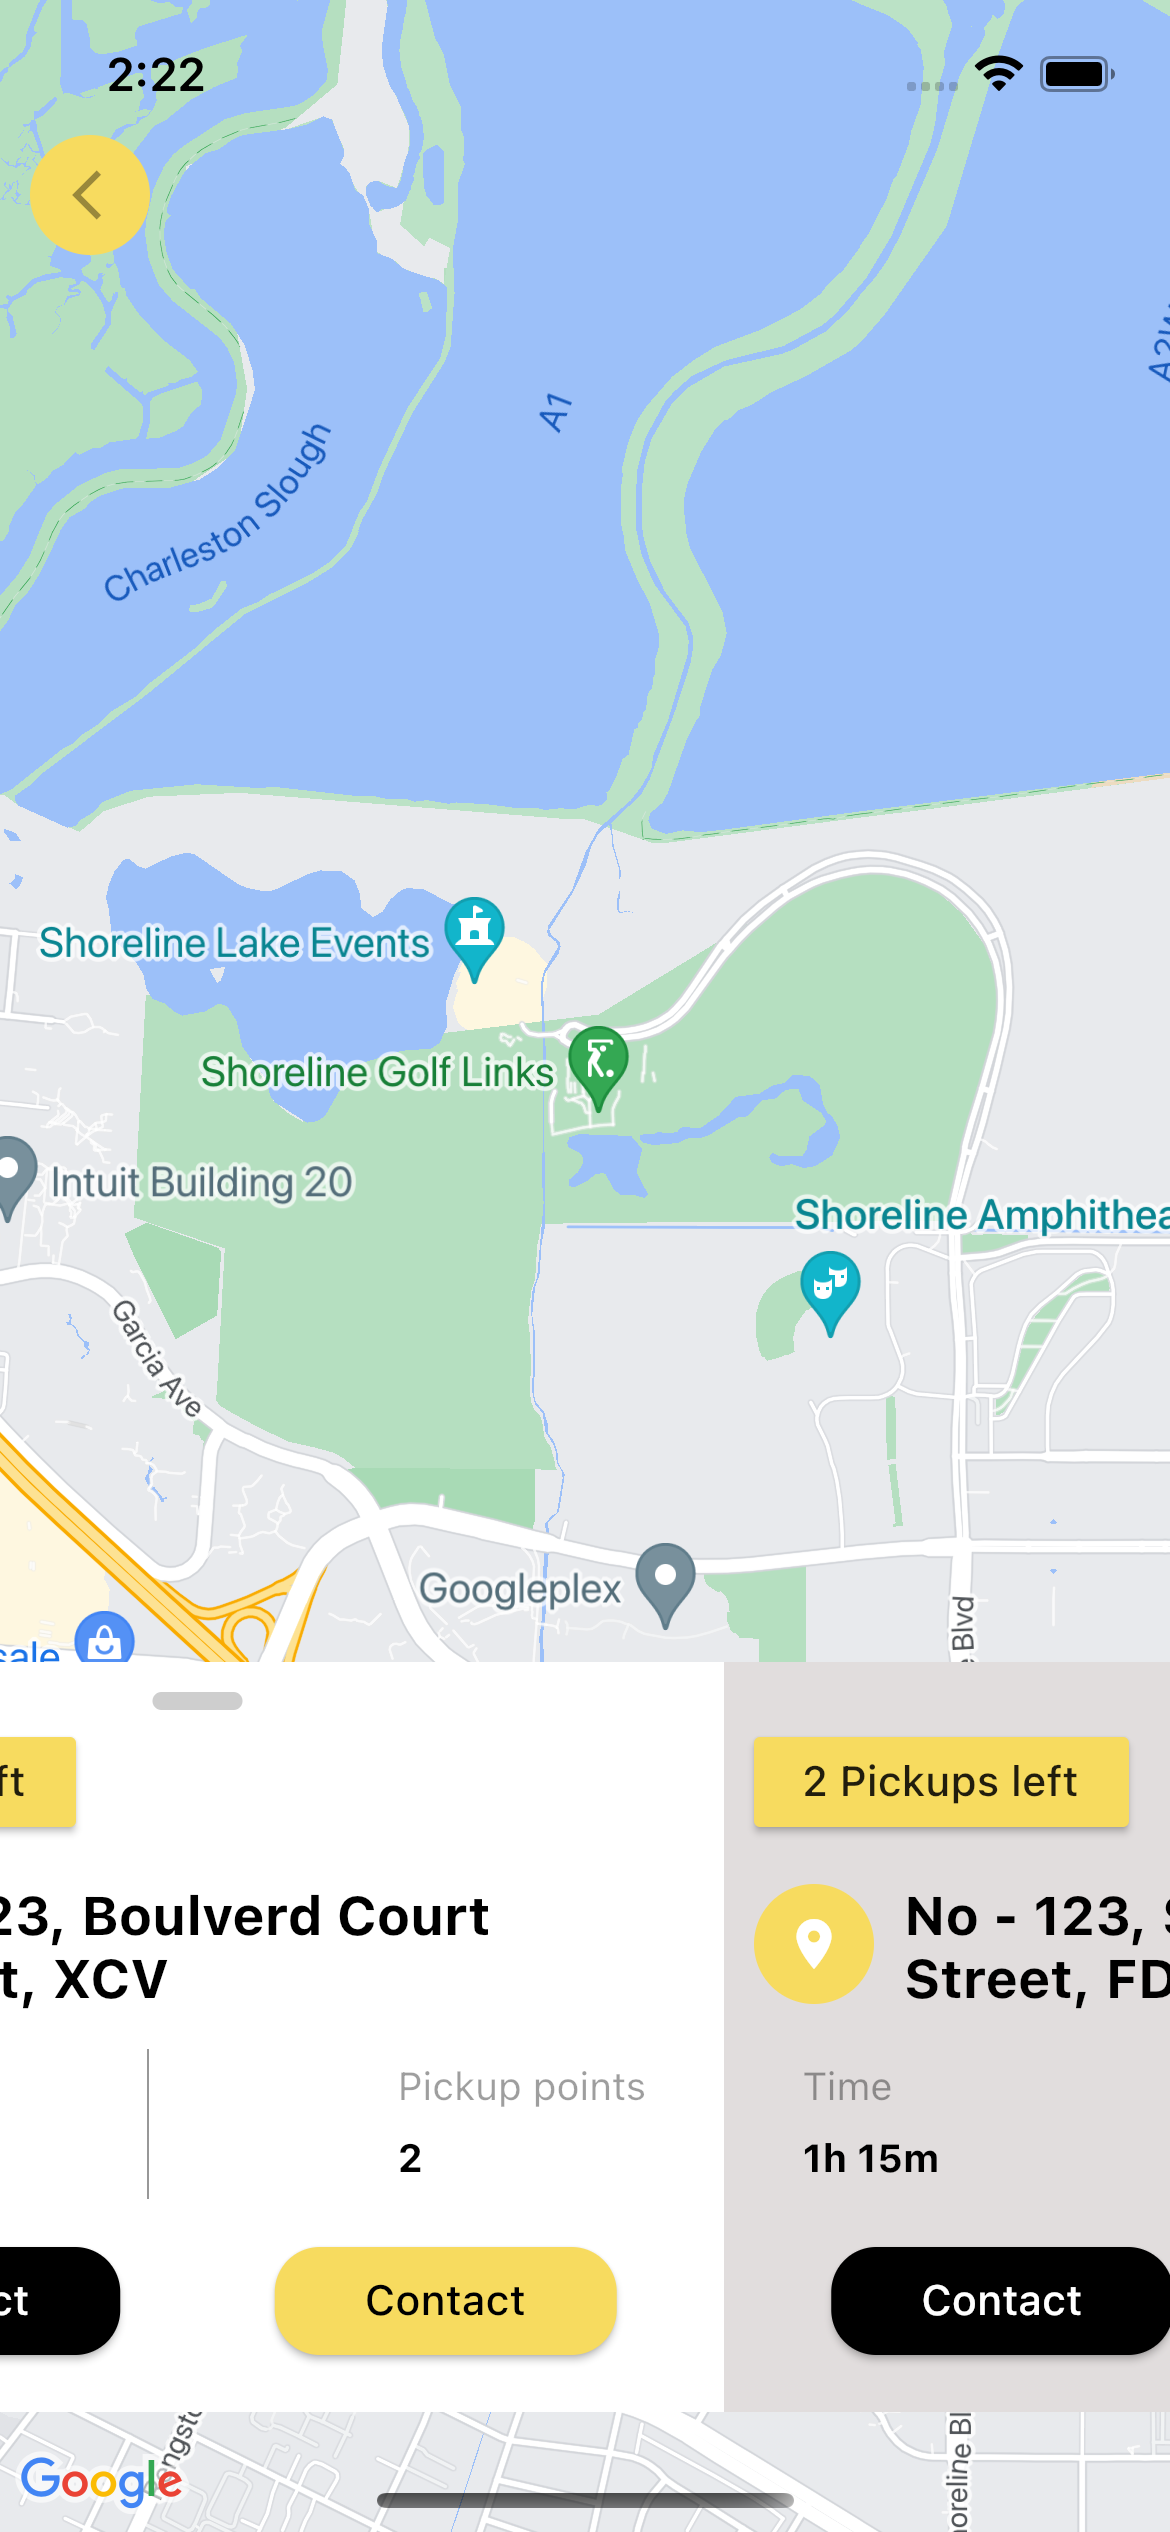 2:22
A1
Charleston Slough
Shoreline Lake Events
Shoreline Golf Links
Intuit Building 20
Shoreline Amphithea
Garcia Ave
Googleplex
Blvd
sale
ft
2 Pickups left
23, Boulverd Court
t, XCV
No - 123, S
Street, FD
Pickup points
2
Time
1h 15m
ct
Contact
Contact
Google
ngsto
oreline Bl